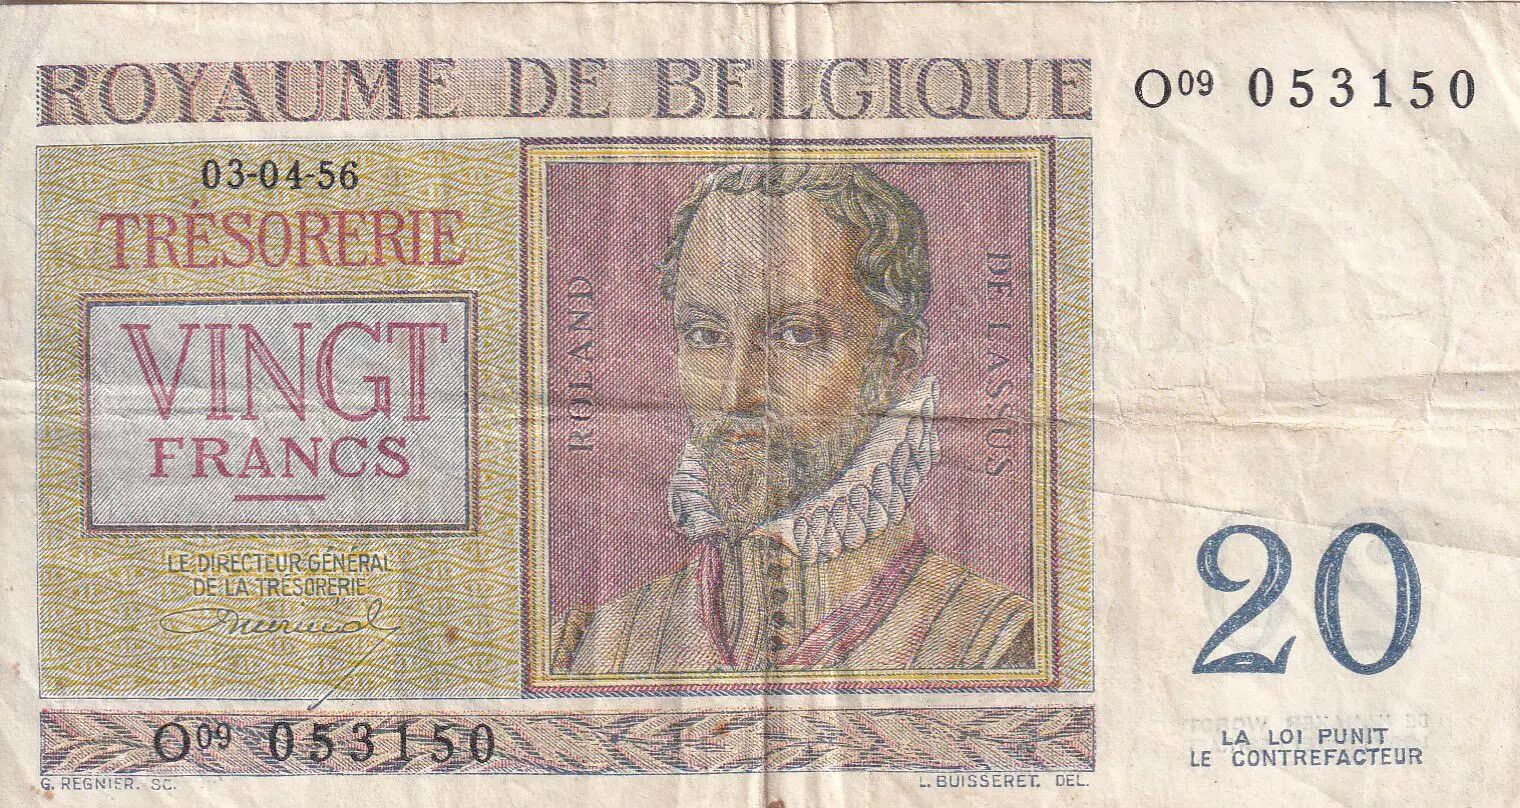 ROYAUME DE BELGIQUE
O09 053150
03-04-56
TRÉSORERIE
VINGT
FRANCS
LE DIRECTEUR GÉNÉRAL
DE LA TRÉSORERIE
ROLAND
DE LASSUS
20
LA LOI PUNIT
LE CONTREFACTEUR
O09 053150
G. REGNIER. SC.
L. BUISSERET. DEL.